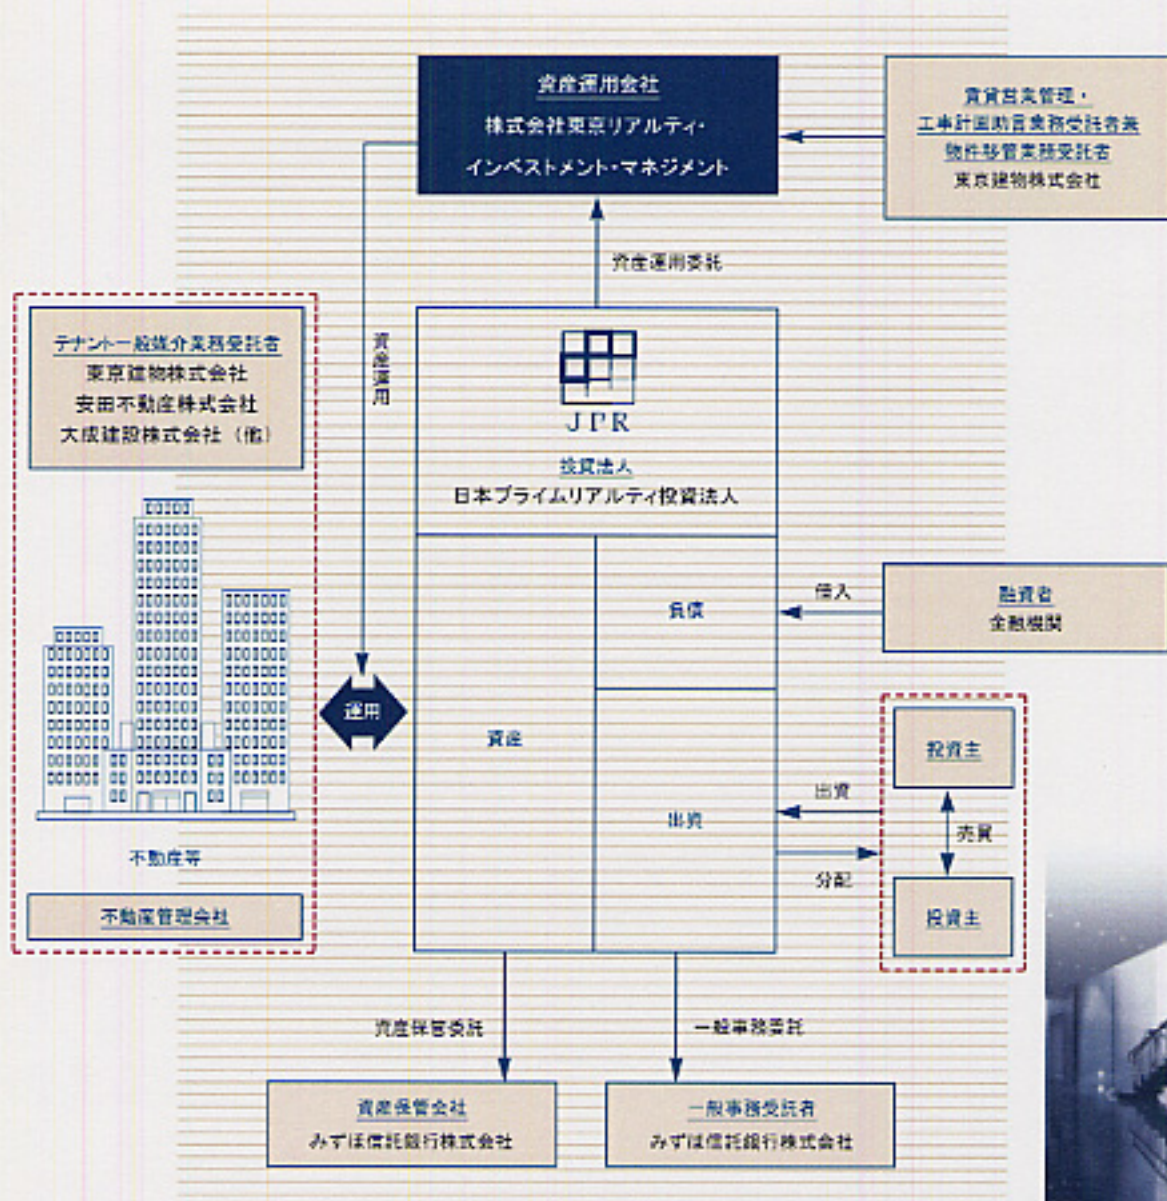 資産運用会社
株式会社東京リアルティ・
インベストメント・マネジメント
賃貸営業管理・
工事計画助言業務受託者兼
物件移管業務受託者
東京建物株式会社
資産運用委託
資産運用
テナント一般媒介業務受託者
東京建物株式会社
安田不動産株式会社
大成建設株式会社（他）
JPR
投資法人
日本プライムリアルティ投資法人
負債
借入
融資者
金融機関
運用
資産
投資主
出資
出資
売買
分配
投資主
不動産等
不動産管理会社
資産保管委託
一般事務委託
資産保管会社
みずほ信託銀行株式会社
一般事務受託者
みずほ信託銀行株式会社